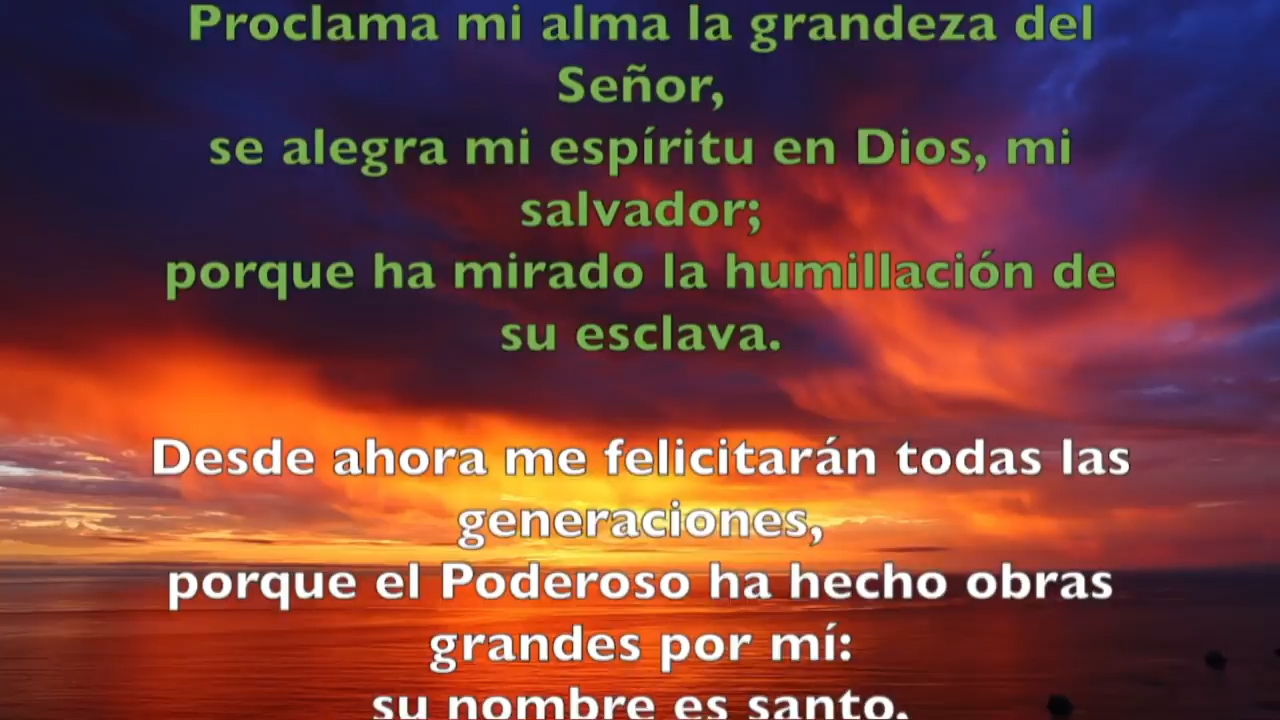 Proclama mi alma la grandeza del
Señor,
se alegra mi espíritu en Dios, mi
salvador;
porque ha mirado la humillación de
su esclava.
Desde ahora me felicitarán todas las
generaciones,
porque el Poderoso ha hecho obras
grandes por mí:
su nombre es santo.